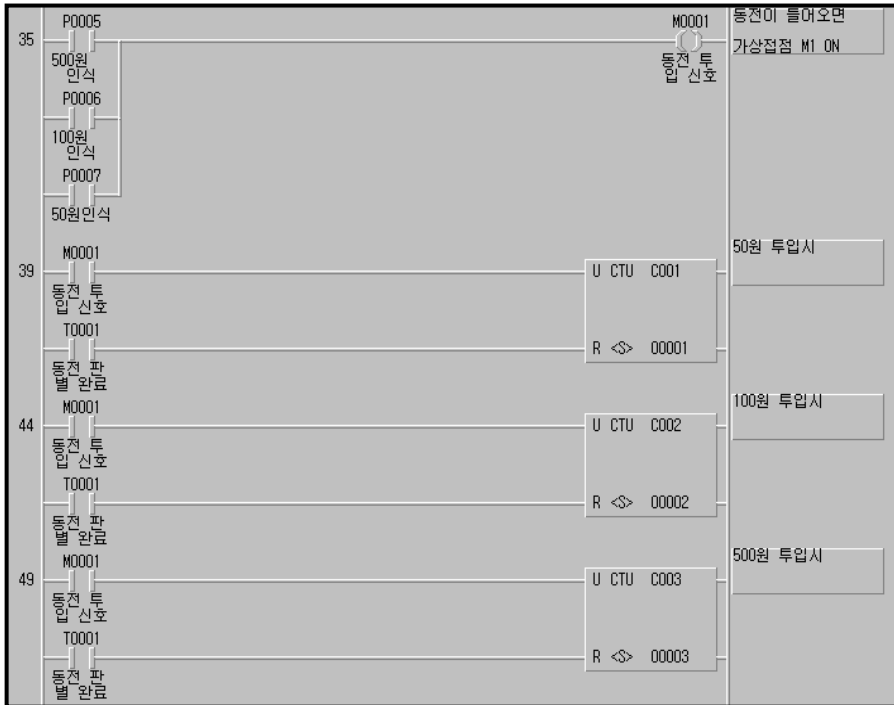 P0005
M0001
동전이 들어오면
35
가상접점 M1 ON
500원
인식
동전 투
입 신호
P0006
100원
인식
P0007
50원인식
M0001
50원 투입시
39
U CTU C001
동전 투
입 신호
T0001
R <S> 00001
동전 판
별 완료
M0001
100원 투입시
44
U CTU C002
동전 투
입 신호
T0001
R <S> 00002
동전 판
별 완료
M0001
500원 투입시
49
U CTU C003
동전 투
입 신호
T0001
R <S> 00003
동전 판
별 완료